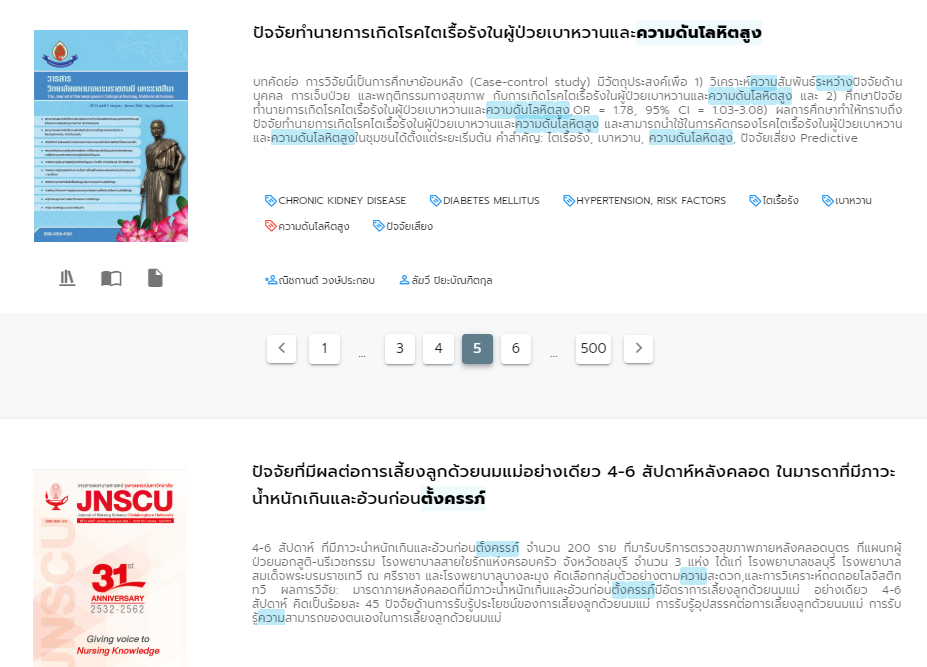 ปัจจัยทำนายการเกิดโรคไตเรื้อรังในผู้ป่วยเบาหวานและความดันโลหิตสูง
วารสาร
วิทยาลัยพยาบาลบรมราชชนนี นครราชสีมา
บทคัดย่อ การวิจัยนี้เป็นการศึกษาย้อนหลัง (Case-control study) มีวัตถุประสงค์เพื่อ 1) วิเคราะห์ความสัมพันธ์ระหว่างปัจจัยด้าน
บุคคล การเจ็บป่วย และพฤติกรรมทางสุขภาพ กับการเกิดโรคไตเรื้อรังในผู้ป่วยเบาหวานและความดันโลหิตสูง และ 2) ศึกษาปัจจัย
ทำนายการเกิดโรคไตเรื้อรังในผู้ป่วยเบาหวานและความดันโลหิตสูง OR = 1.78, 95% CI = 1.03-3.08) ผลการศึกษาทำให้ทราบถึง
ปัจจัยทำนายการเกิดโรคไตเรื้อรังในผู้ป่วยเบาหวานและความดันโลหิตสูง และสามารถนำใช้ในการคัดกรองโรคไตเรื้อรังในผู้ป่วยเบาหวาน
และความดันโลหิตสูงในชุมชนได้ตั้งแต่ระยะเริ่มต้น คำสำคัญ: ไตเรื้อรัง, เบาหวาน, ความดันโลหิตสูง, ปัจจัยเสี่ยง Predictive
CHRONIC KIDNEY DISEASE DIABETES MELLITUS HYPERTENSION, RISK FACTORS ไตเรื้อรัง เบาหวาน
ความดันโลหิตสูง ปัจจัยเสี่ยง
ณิชกานต์ วงษ์ประกอบ ลัฆวี ปิยะบัณฑิตกุล
1 ... 3 4 5 6 ... 500
ปัจจัยที่มีผลต่อการเลี้ยงลูกด้วยนมแม่อย่างเดียว 4-6 สัปดาห์หลังคลอด ในมารดาที่มีภาวะ
น้ำหนักเกินและอ้วนก่อนตั้งครรภ์
วารสารพยาบาลศาสตร์ จุฬาลงกรณ์มหาวิทยาลัย
JNSCU
Journal of Nursing Science Chulalongkorn University
JNSCU
31st
ANNIVERSARY
2532-2562
Giving voice to
Nursing Knowledge
4-6 สัปดาห์ ที่มีภาวะน้ำหนักเกินและอ้วนก่อนตั้งครรภ์ จำนวน 200 ราย ที่มารับบริการตรวจสุขภาพภายหลังคลอดบุตร ที่แผนกผู้
ป่วยนอกสูติ-นรีเวชกรรม โรงพยาบาลสายใยรักแห่งครอบครัว จังหวัดชลบุรี จำนวน 3 แห่ง ได้แก่ โรงพยาบาลชลบุรี โรงพยาบาล
สมเด็จพระบรมราชเทวี ณ ศรีราชา และโรงพยาบาลบางละมุง คัดเลือกกลุ่มตัวอย่างตามความสะดวก,และการวิเคราะห์ถดถอยโลจิสติก
ทวิ ผลการวิจัย: มารดาภายหลังคลอดที่มีภาวะน้ำหนักเกินและอ้วนก่อนตั้งครรภ์มีอัตราการเลี้ยงลูกด้วยนมแม่ อย่างเดียว 4-6
สัปดาห์ คิดเป็นร้อยละ 45 ปัจจัยด้านการรับรู้ประโยชน์ของการเลี้ยงลูกด้วยนมแม่ การรับรู้อุปสรรคต่อการเลี้ยงลูกด้วยนมแม่ การรับ
รู้ความสามารถของตนเองในการเลี้ยงลูกด้วยนมแม่